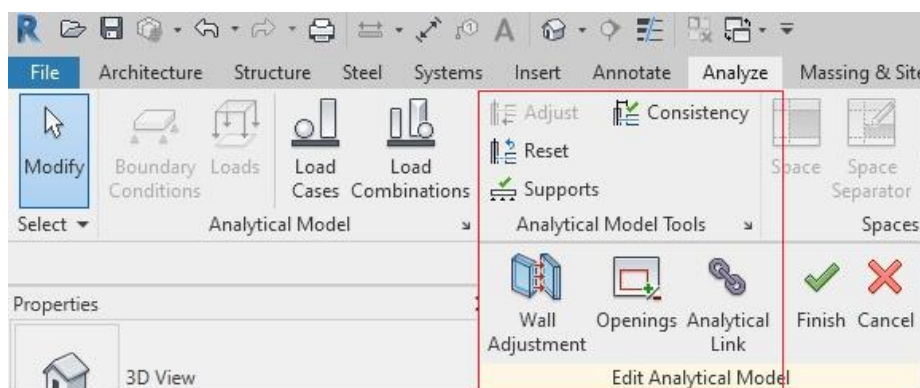 File Architecture Structure Steel Systems Insert Annotate Analyze Massing & Site
Modify
Boundary Conditions
Loads
Load Cases
Load Combinations
Adjust
Consistency
Reset
Supports
Space
Space Separator
Select
Analytical Model
Analytical Model Tools
Spaces
Properties
Wall Adjustment
Openings
Analytical Link
Finish
Cancel
3D View
Edit Analytical Model